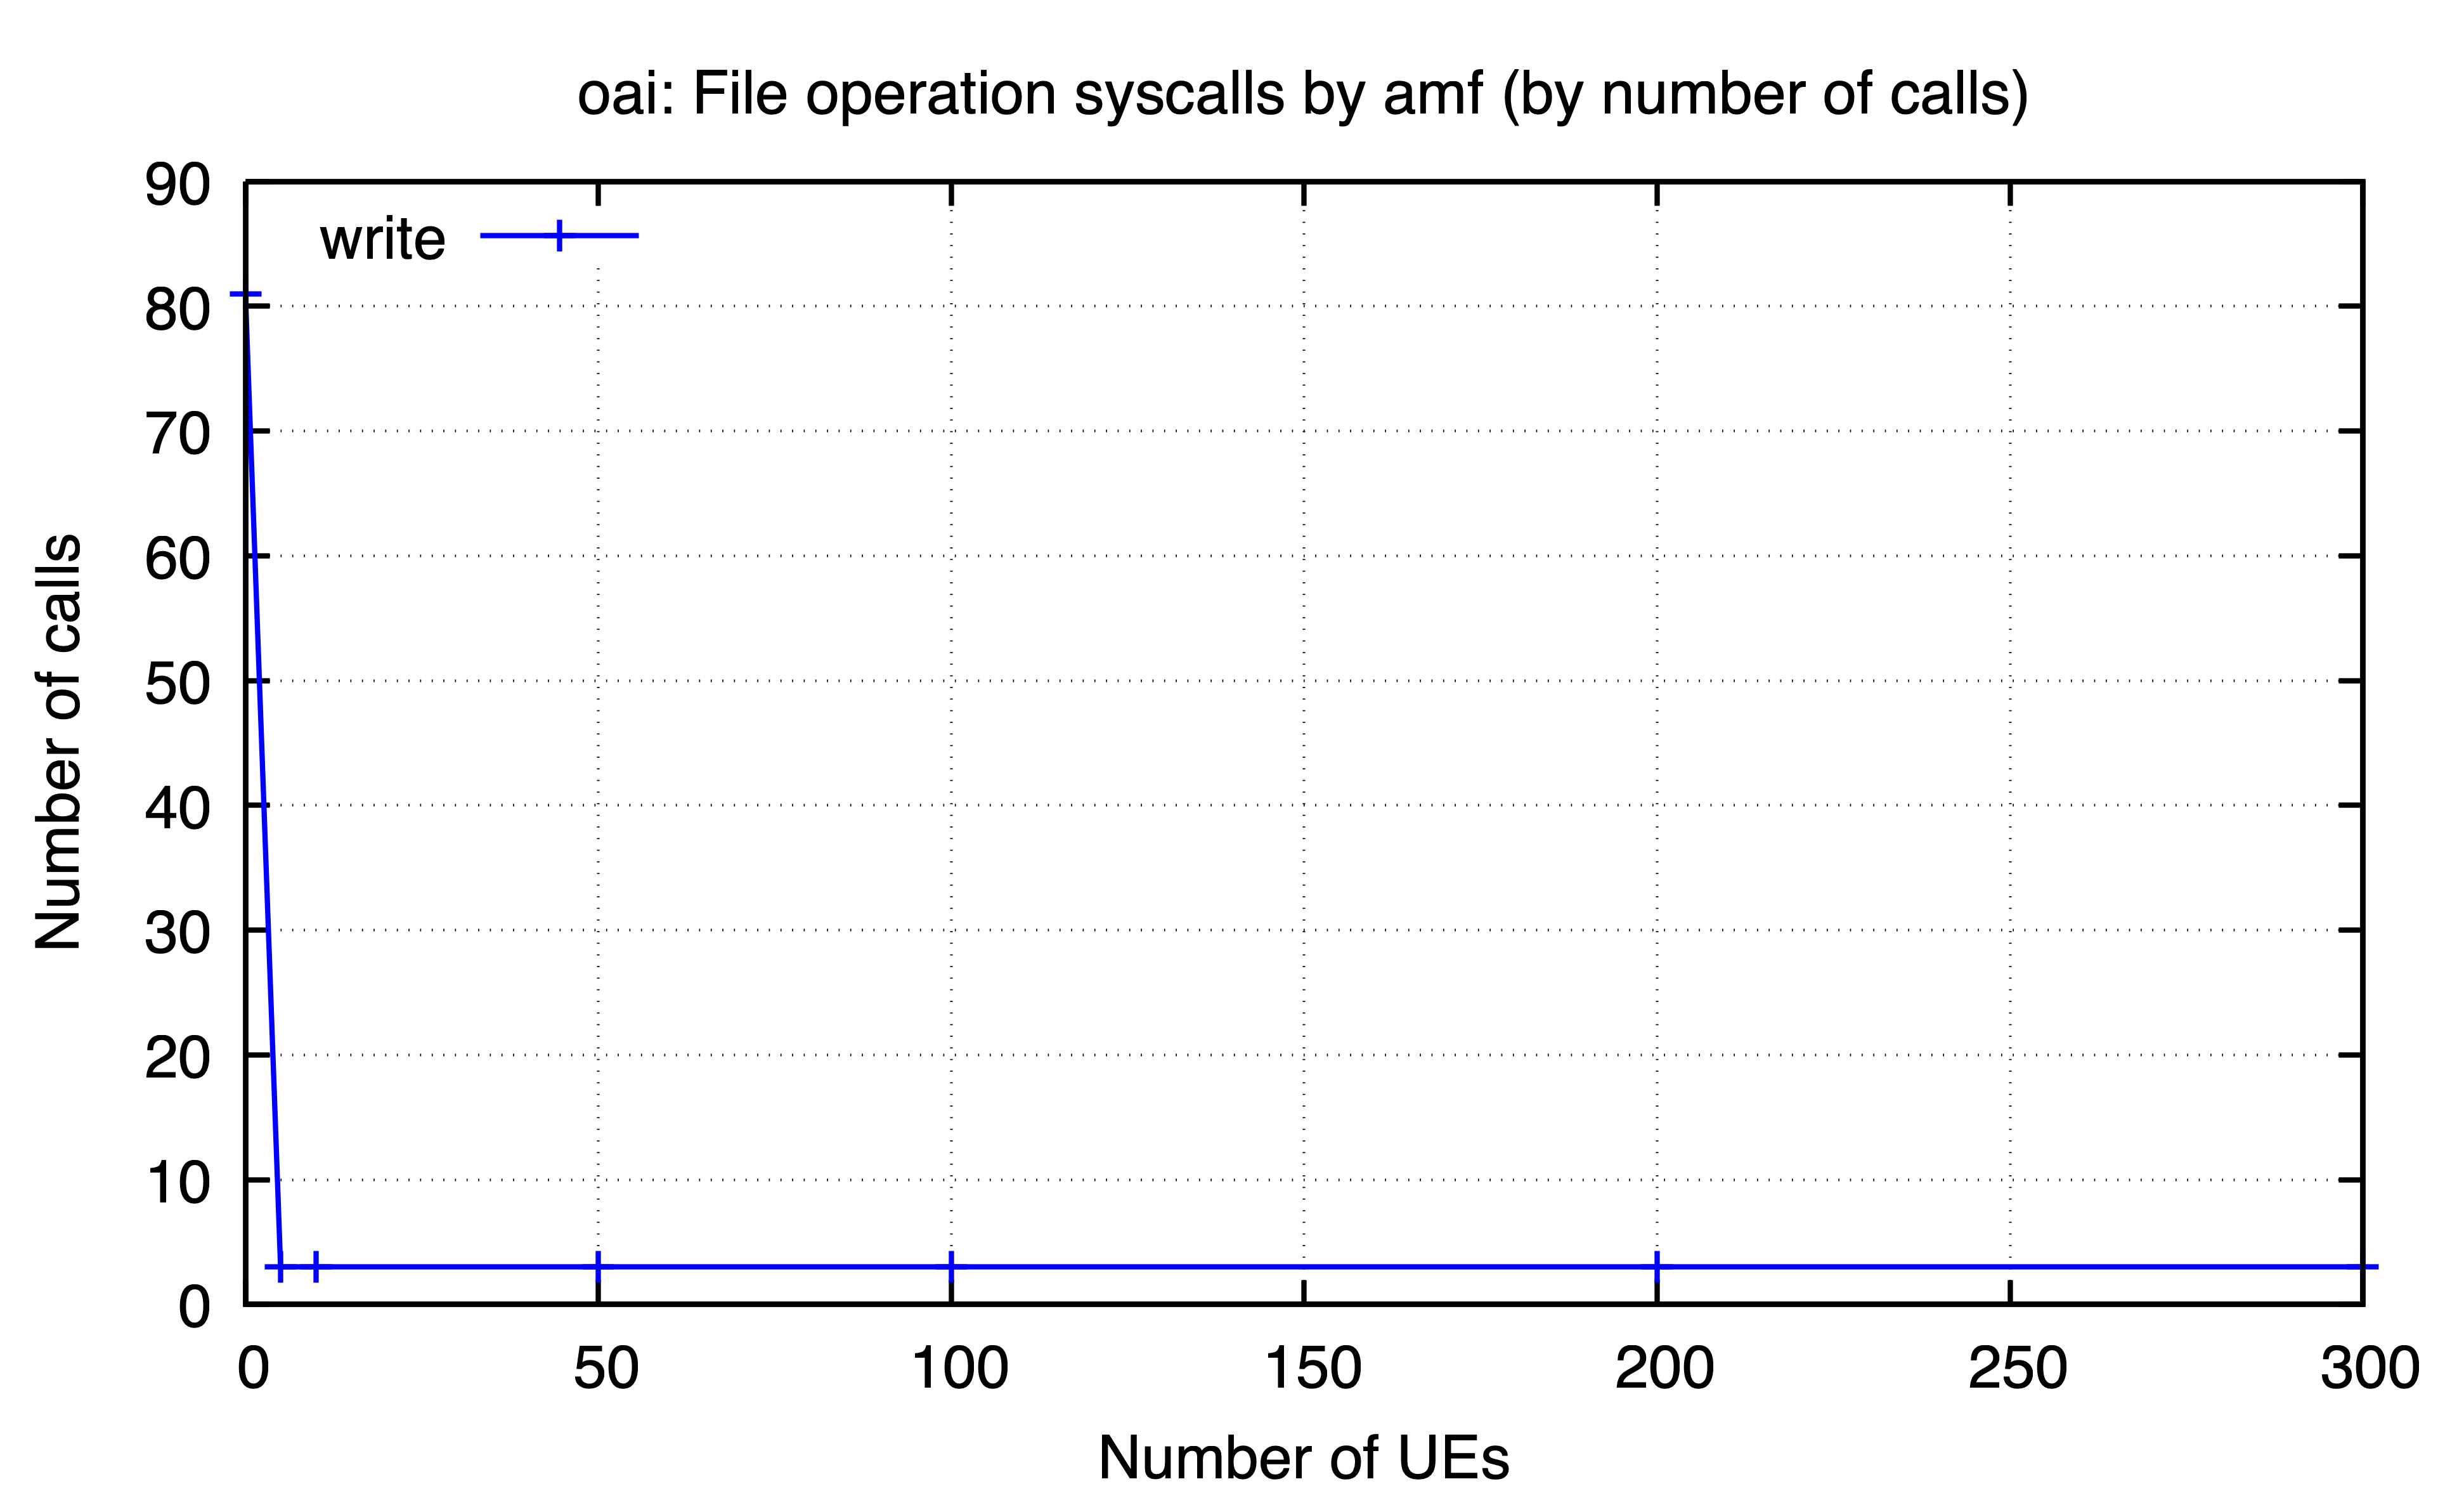 oai: File operation syscalls by amf (by number of calls)
90
write
80
70
60
50
40
30
20
10
0
Number of calls
0 50 100 150 200 250 300
Number of UEs